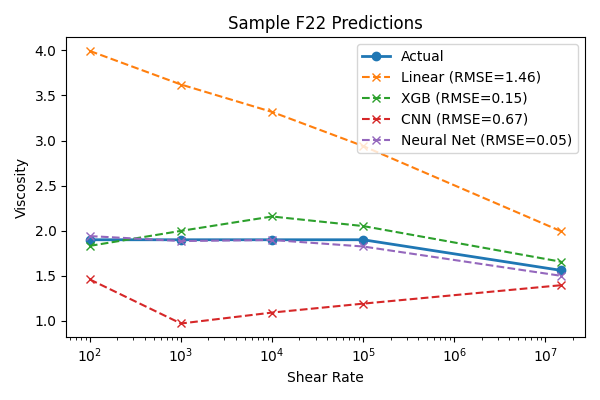 Sample F22 Predictions
4.0
3.5
3.0
2.5
2.0
1.5
1.0
Viscosity
Actual
Linear (RMSE=1.46)
XGB (RMSE=0.15)
CNN (RMSE=0.67)
Neural Net (RMSE=0.05)
10² 10³ 10⁴ 10⁵ 10⁶ 10⁷
Shear Rate